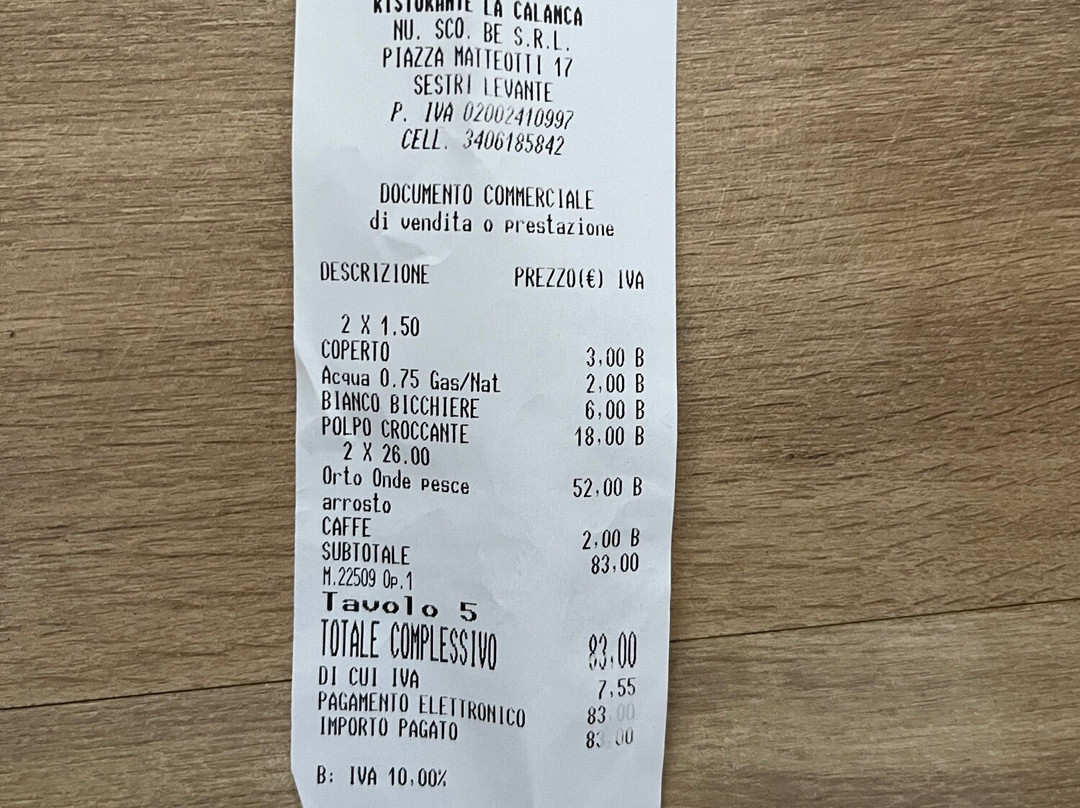 RISTORANTE LA CALANCA
NU. SCO. BE S.R.L.
PIAZZA MATTEOTTI 17
SESTRI LEVANTE
P. IVA 02002410997
CELL. 3406185842
DOCUMENTO COMMERCIALE
di vendita o prestazione
DESCRIZIONE PREZZO(€) IVA
2 X 1.50
COPERTO 3,00 B
Acqua 0.75 Gas/Nat 2,00 B
BIANCO BICCHIERE 6,00 B
POLPO CROCCANTE 18,00 B
2 X 26.00
Orto Onde pesce 52,00 B
arrosto
CAFFE 2,00 B
SUBTOTALE 83,00
M.22509 Op.1
Tavolo 5
TOTALE COMPLESSIVO 83,00
DI CUI IVA 7,55
PAGAMENTO ELETTRONICO 83,00
IMPORTO PAGATO 83,00
B: IVA 10,00%